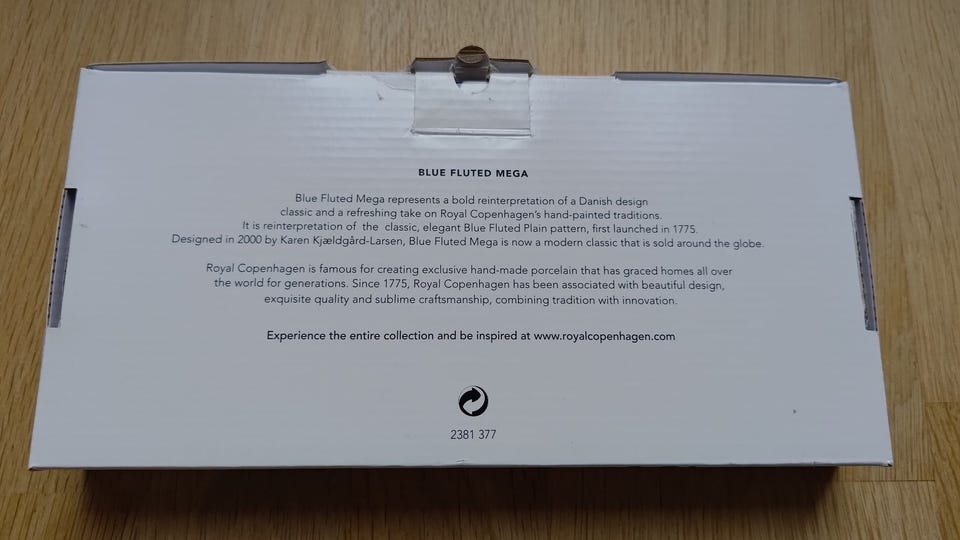 BLUE FLUTED MEGA
Blue Fluted Mega represents a bold reinterpretation of a Danish design
classic and a refreshing take on Royal Copenhagen's hand-painted traditions.
It is reinterpretation of the classic, elegant Blue Fluted Plain pattern, first launched in 1775.
Designed in 2000 by Karen Kjældgård-Larsen, Blue Fluted Mega is now a modern classic that is sold around the globe.
Royal Copenhagen is famous for creating exclusive hand-made porcelain that has graced homes all over
the world for generations. Since 1775, Royal Copenhagen has been associated with beautiful design,
exquisite quality and sublime craftsmanship, combining tradition with innovation.
Experience the entire collection and be inspired at www.royalcopenhagen.com
2381 377